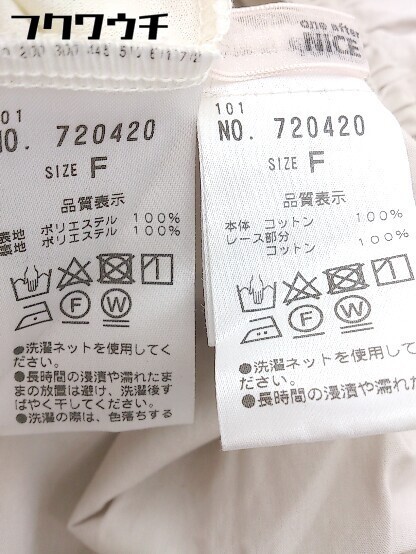 フクワウチ
one after
NICE
101
NO. 720420
SIZE F
品質表示
表地 ポリエステル 100%
裏地 ポリエステル 100%
F W
●洗濯ネットを使用してく
ださい。
●長時間の浸漬や濡れたま
まの放置は避け、洗濯後す
ばやく干してください。
●洗濯の際は、色落ちする
101
NO. 720420
SIZE F
品質表示
本体 コットン 100%
レース部分
コットン 100%
F W
●洗濯ネットを使用して
ださい。
●長時間の浸漬や濡れ